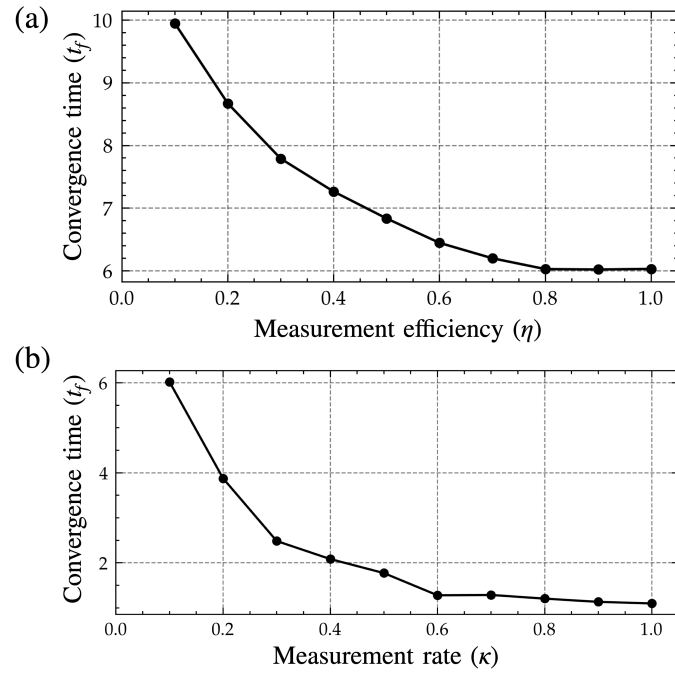 (a)
Convergence time (t_f)
10
9
8
7
6
0.0 0.2 0.4 0.6 0.8 1.0
Measurement efficiency (η)
(b)
Convergence time (t_f)
6
4
2
0.0 0.2 0.4 0.6 0.8 1.0
Measurement rate (κ)